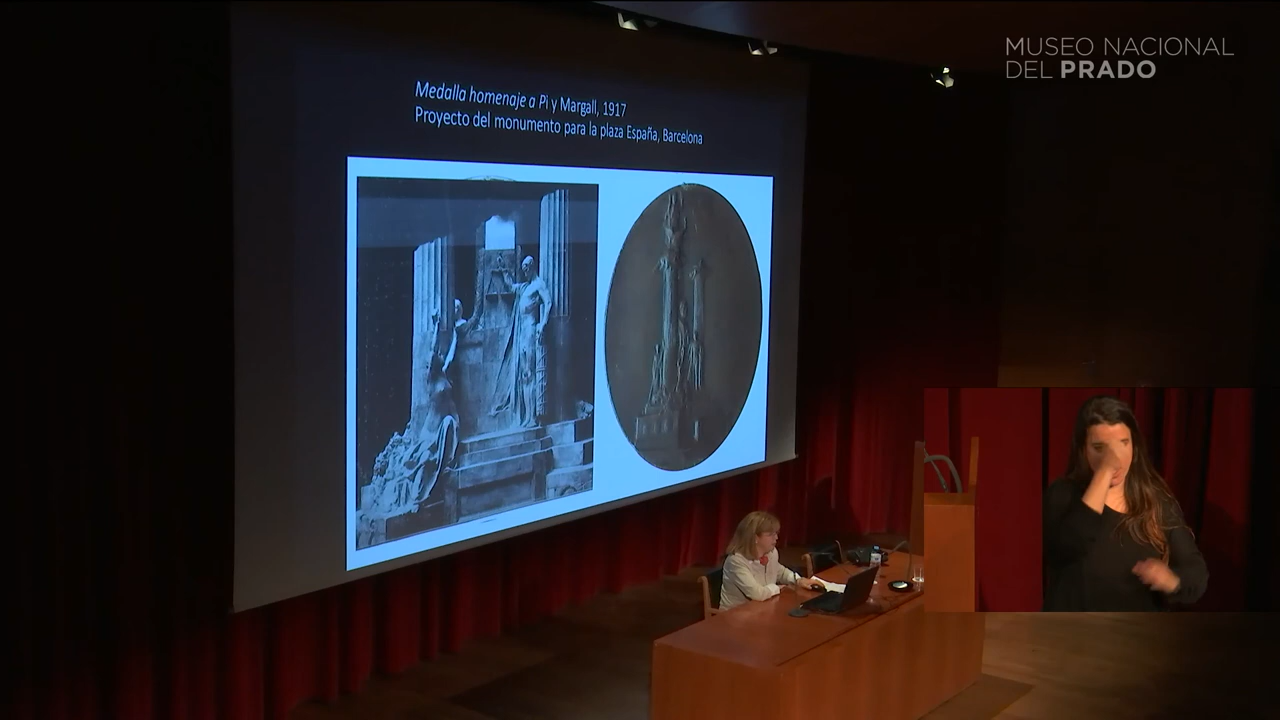 MUSEO NACIONAL
DEL PRADO
Medalla homenaje a Pi y Margall, 1917
Proyecto del monumento para la plaza España, Barcelona